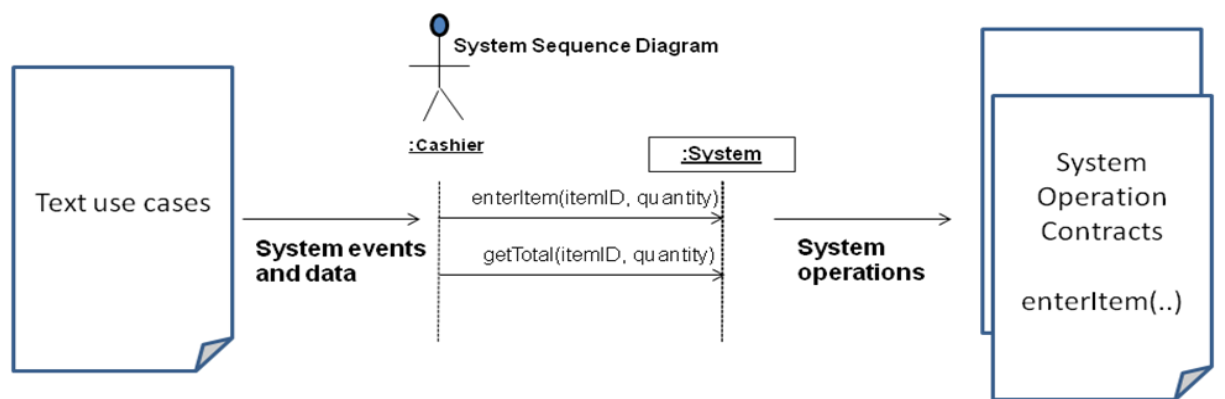 System Sequence Diagram
:Cashier
:System
Text use cases
enterItem(itemID, quantity)
getTotal(itemID, quantity)
System events
and data
System
operations
System
Operation
Contracts
enterItem(..)